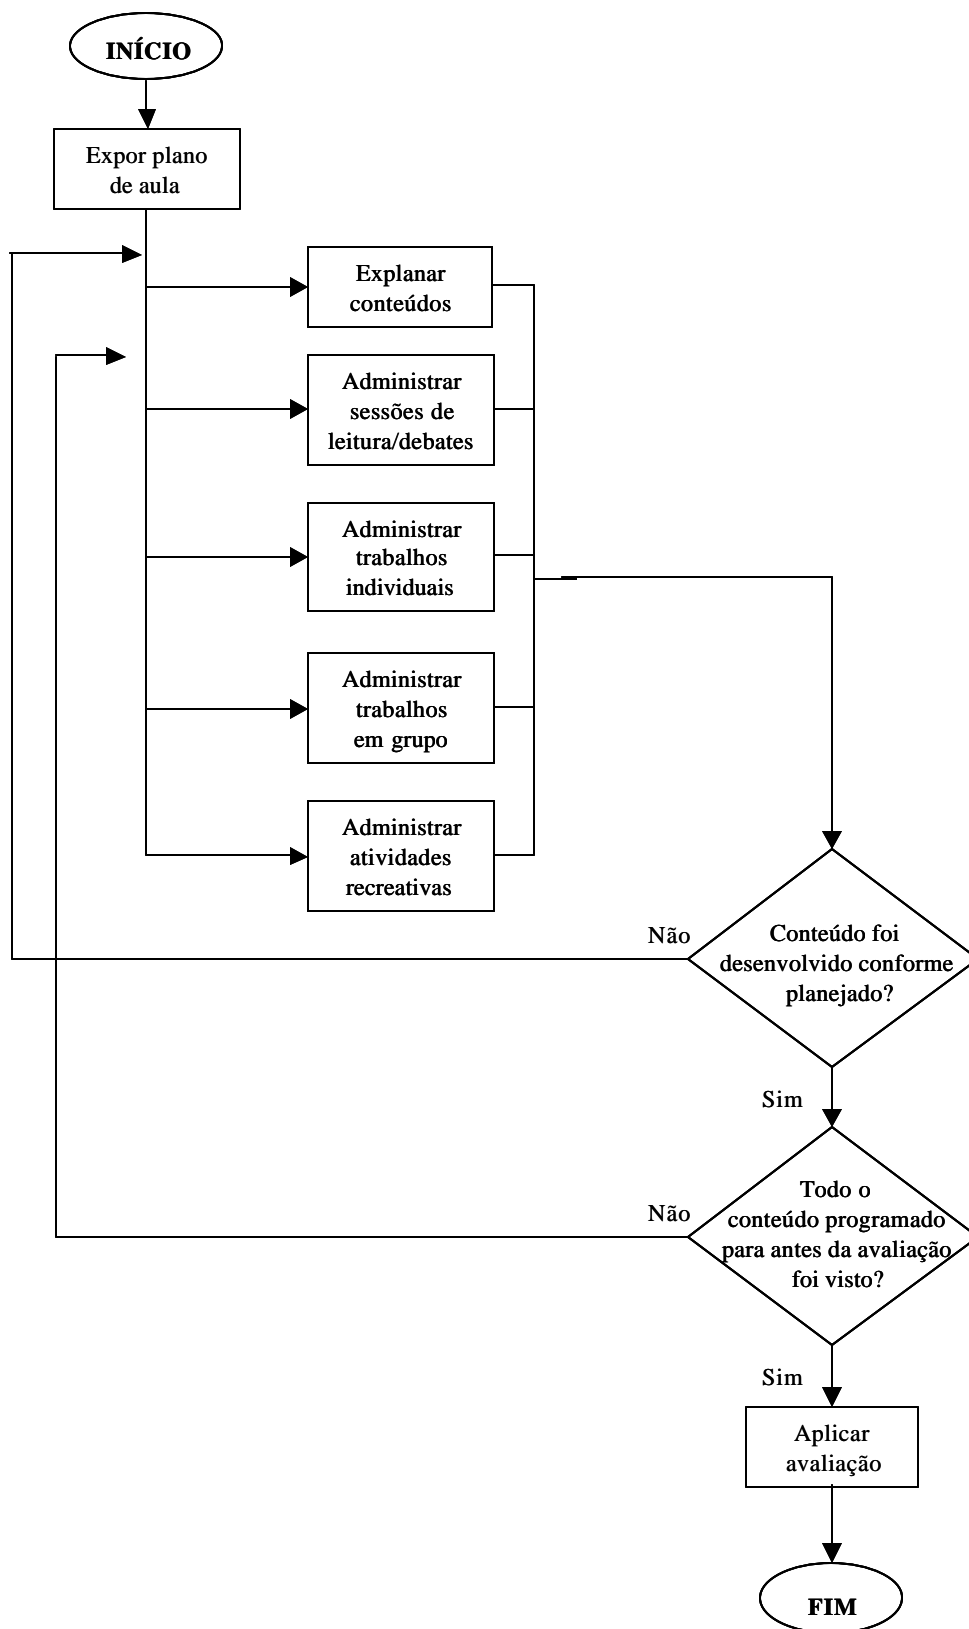 INÍCIO
Expor plano
de aula
Explanar
conteúdos
Administrar
sessões de
leitura/debates
Administrar
trabalhos
individuais
Administrar
trabalhos
em grupo
Administrar
atividades
recreativas
Não
Conteúdo foi
desenvolvido conforme
planejado?
Sim
Não
Todo o
conteúdo programado
para antes da avaliação
foi visto?
Sim
Aplicar
avaliação
FIM